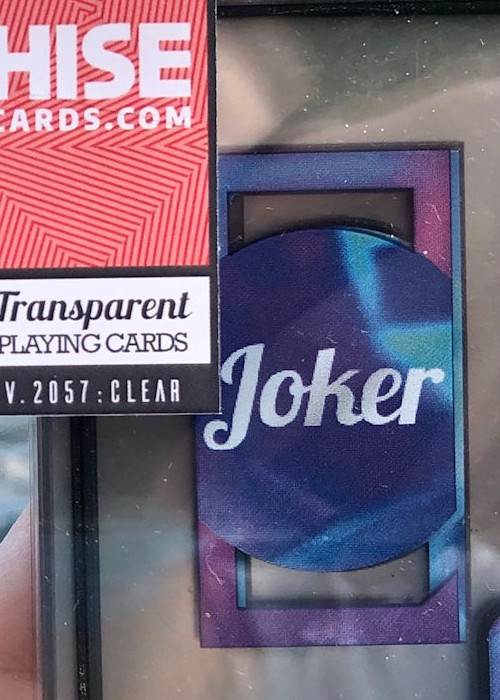 HISE
CARDS.COM
Transparent
PLAYING CARDS
V.2057:CLEAR
Joker